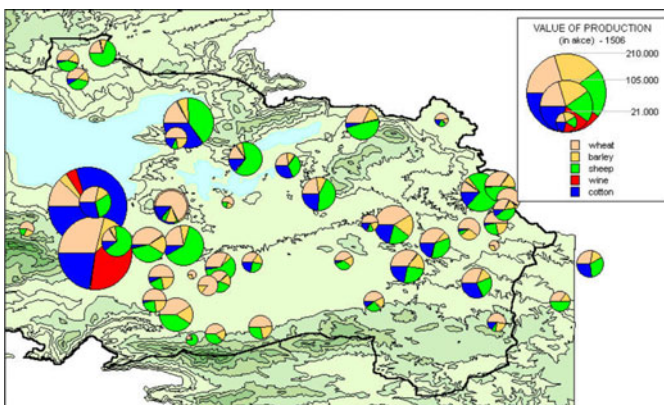 VALUE OF PRODUCTION
(in akce) - 1506
210.000
105.000
21.000
wheat
barley
sheep
wine
cotton